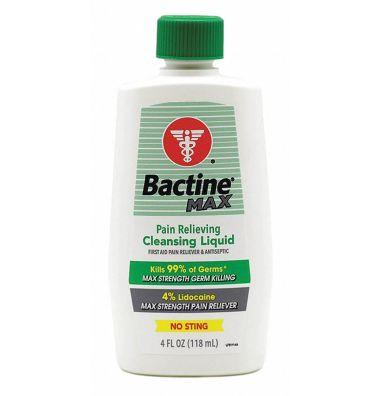 Bactine®
MAX
Pain Relieving
Cleansing Liquid
FIRST AID PAIN RELIEVER & ANTISEPTIC
Kills 99% of Germs*
MAX STRENGTH GERM KILLING
4% Lidocaine
MAX STRENGTH PAIN RELIEVER
NO STING
4 FL OZ (118 mL)